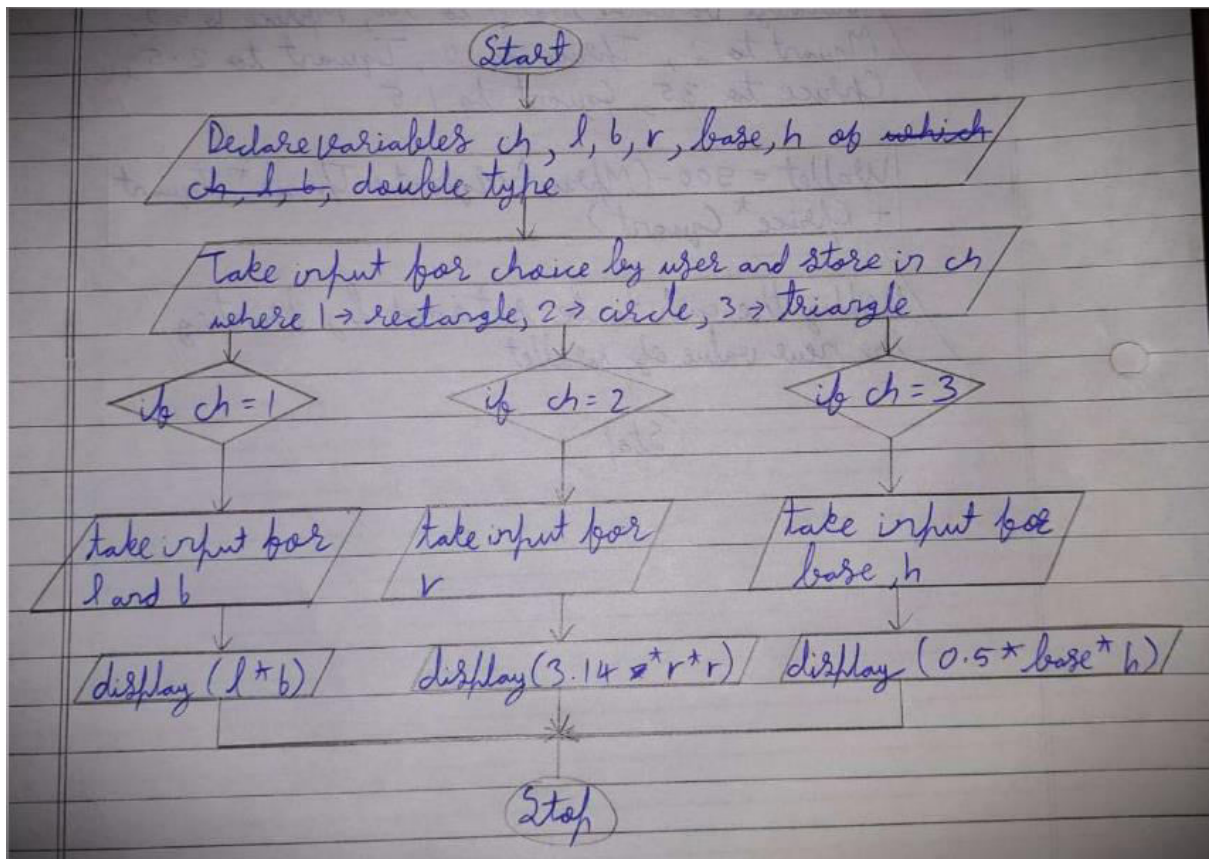 Start
Declare variables ch, l, b, r, base, h of which
ch, l, b, double type
Take input for choice by user and store in ch
where 1 → rectangle, 2 → circle, 3 → triangle
if ch = 1
if ch = 2
if ch = 3
take input for
l and b
take input for
r
take input for
base, h
display (l * b)
display (3.14 * r * r)
display (0.5 * base * h)
Stop